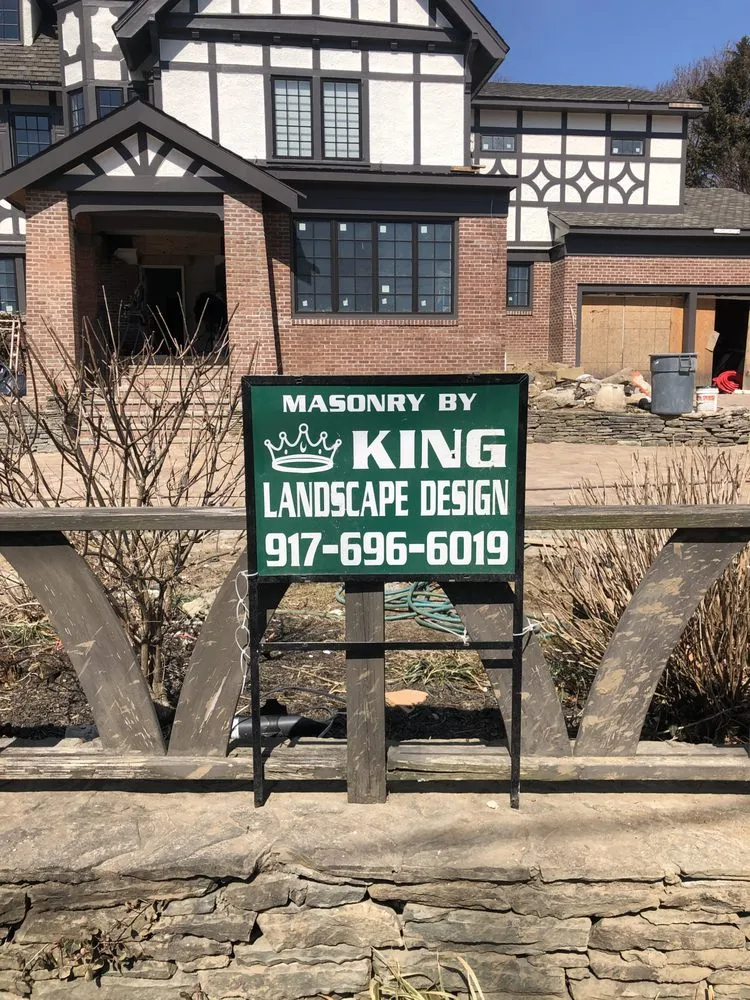 MASONRY BY
KING
LANDSCAPE DESIGN
917-696-6019